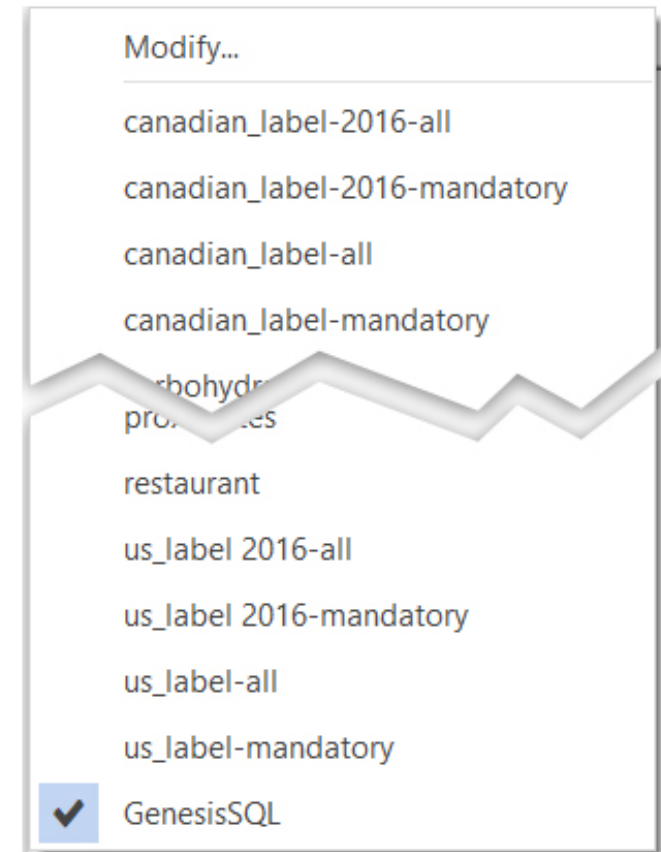 Modify...
canadian_label-2016-all
canadian_label-2016-mandatory
canadian_label-all
canadian_label-mandatory
restaurant
us_label 2016-all
us_label 2016-mandatory
us_label-all
us_label-mandatory
GenesisSQL